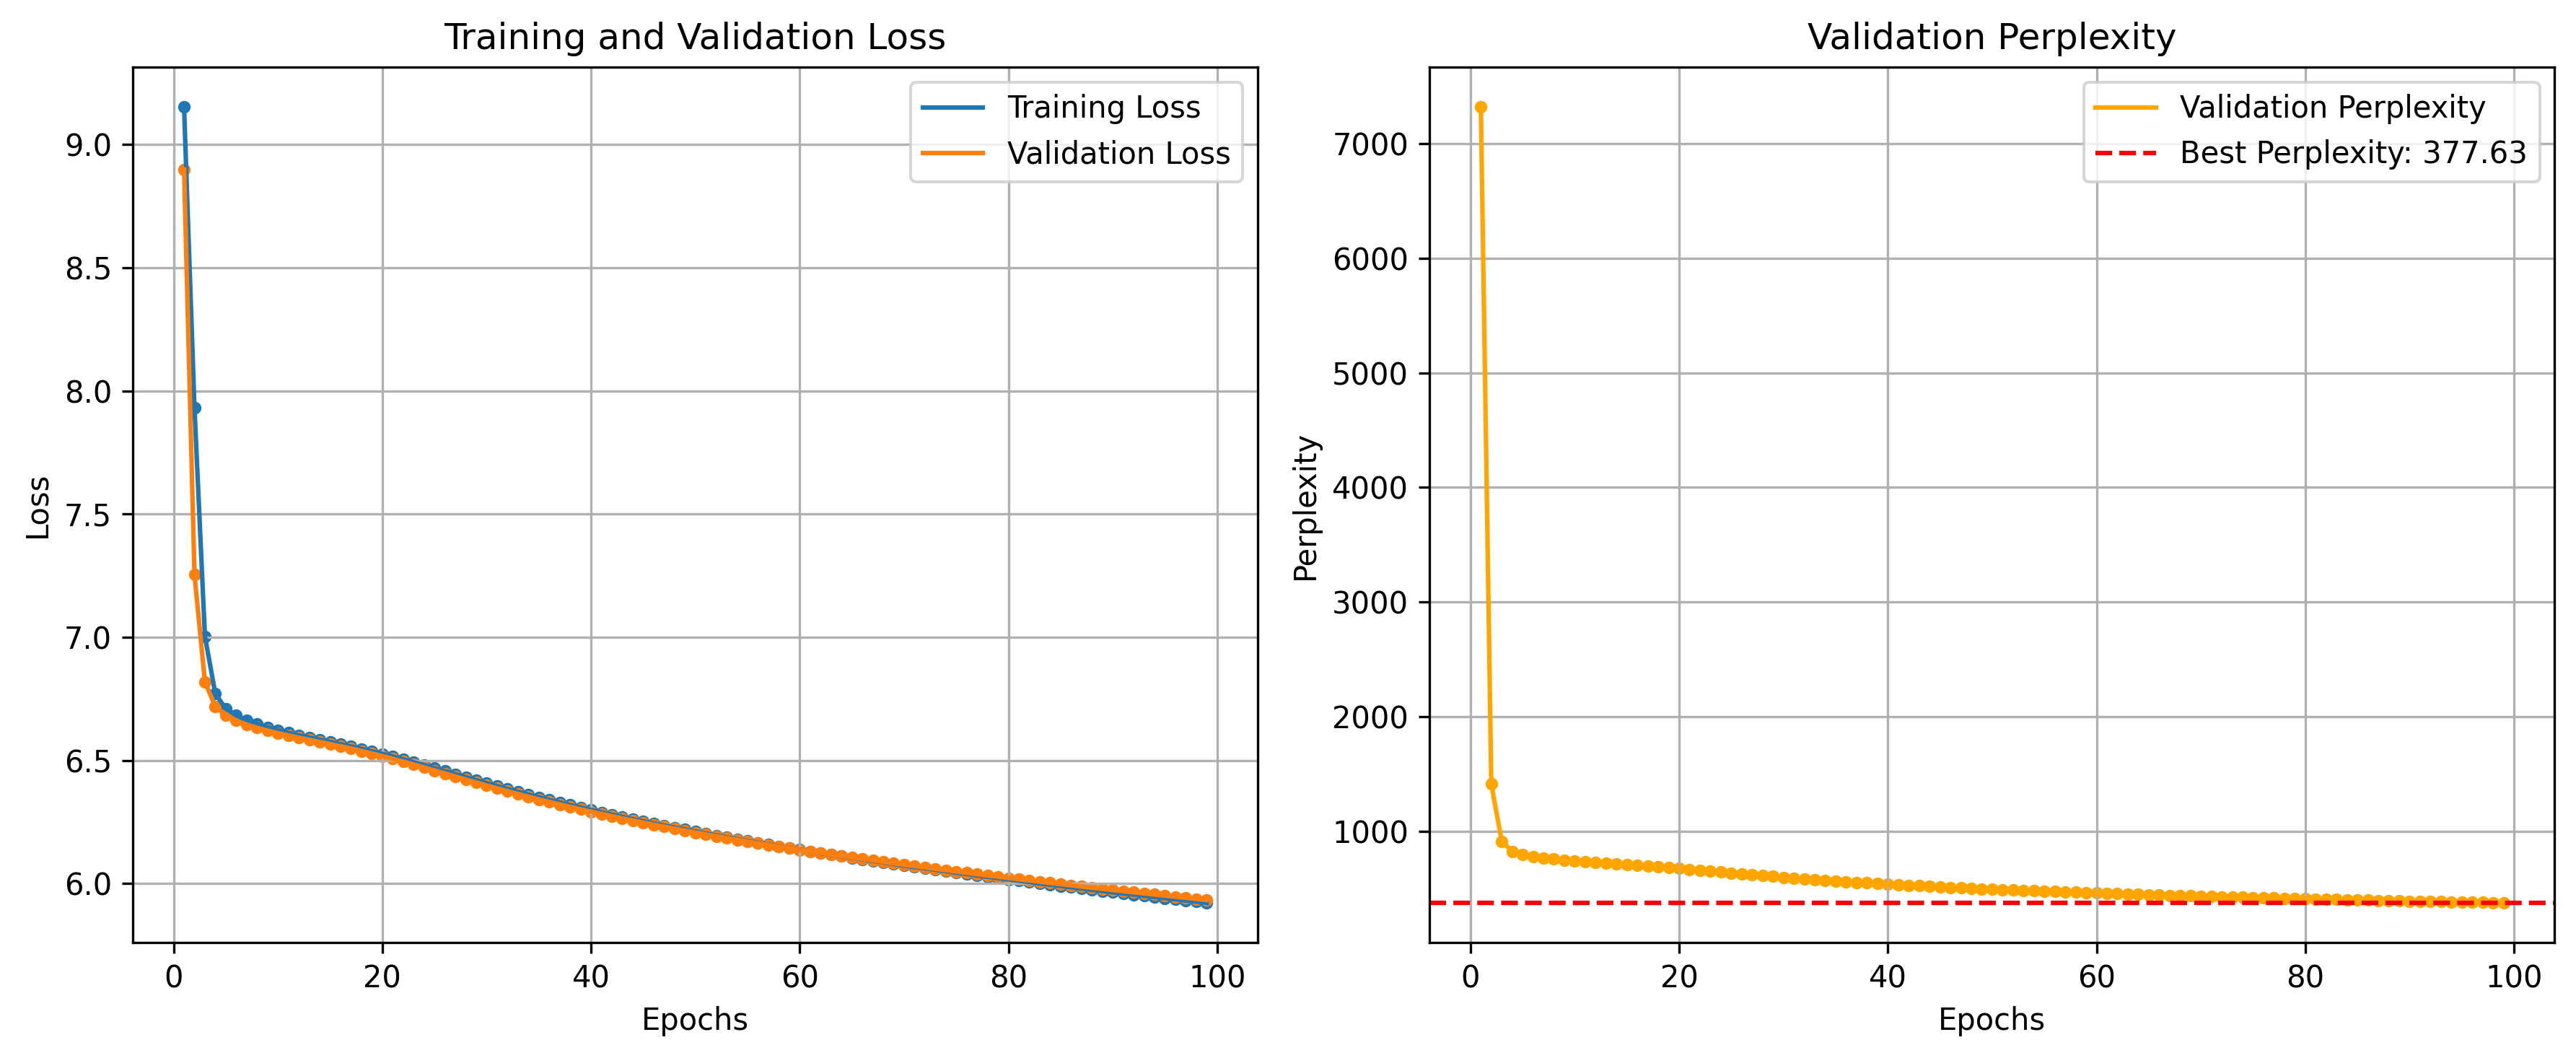 Training and Validation Loss
Training Loss
Validation Loss
9.0
8.5
8.0
7.5
7.0
6.5
6.0
Loss
0 20 40 60 80 100
Epochs
Validation Perplexity
Validation Perplexity
Best Perplexity: 377.63
7000
6000
5000
4000
3000
2000
1000
Perplexity
0 20 40 60 80 100
Epochs